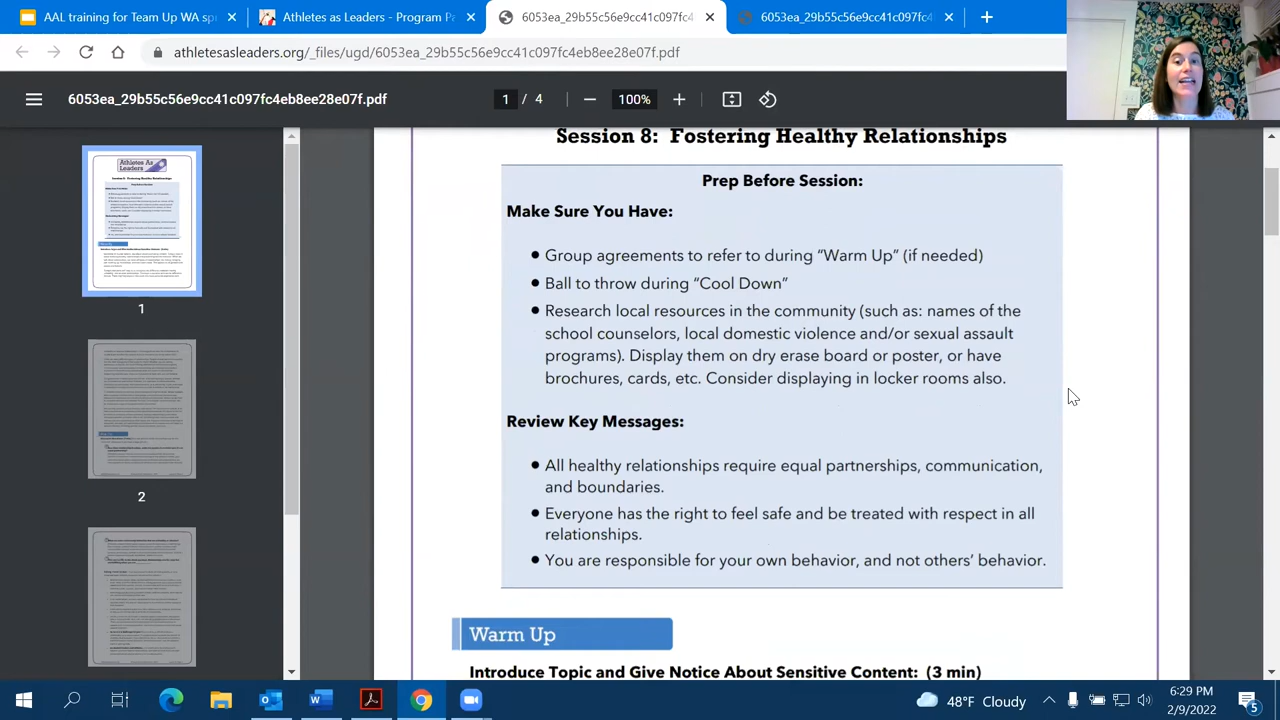 AAL training for Team Up WA sp
Athletes as Leaders - Program Pa
6053ea_29b55c56e9cc41c097fc4
6053ea_29b55c56e9cc41c097fc4
athletesasleaders.org/_files/ugd/6053ea_29b55c56e9cc41c097fc4eb8ee28e07f.pdf
6053ea_29b55c56e9cc41c097fc4eb8ee28e07f.pdf
1 / 4
100%
Session 8: Fostering Healthy Relationships
Prep Before Session:
Make Sure You Have:
Group agreements to refer to during “Warm Up” (if needed)
Ball to throw during “Cool Down”
Research local resources in the community (such as: names of the
school counselors, local domestic violence and/or sexual assault
programs). Display them on dry erase board or poster, or have
brochures, cards, etc. Consider displaying in locker rooms also.
Review Key Messages:
All healthy relationships require equal partnerships, communication,
and boundaries.
Everyone has the right to feel safe and be treated with respect in all
relationships.
You are responsible for your own behavior, and not others’ behavior.
Warm Up
Introduce Topic and Give Notice About Sensitive Content: (3 min)
Athletes As
Leaders
1
2
48°F Cloudy
6:29 PM
2/9/2022
5